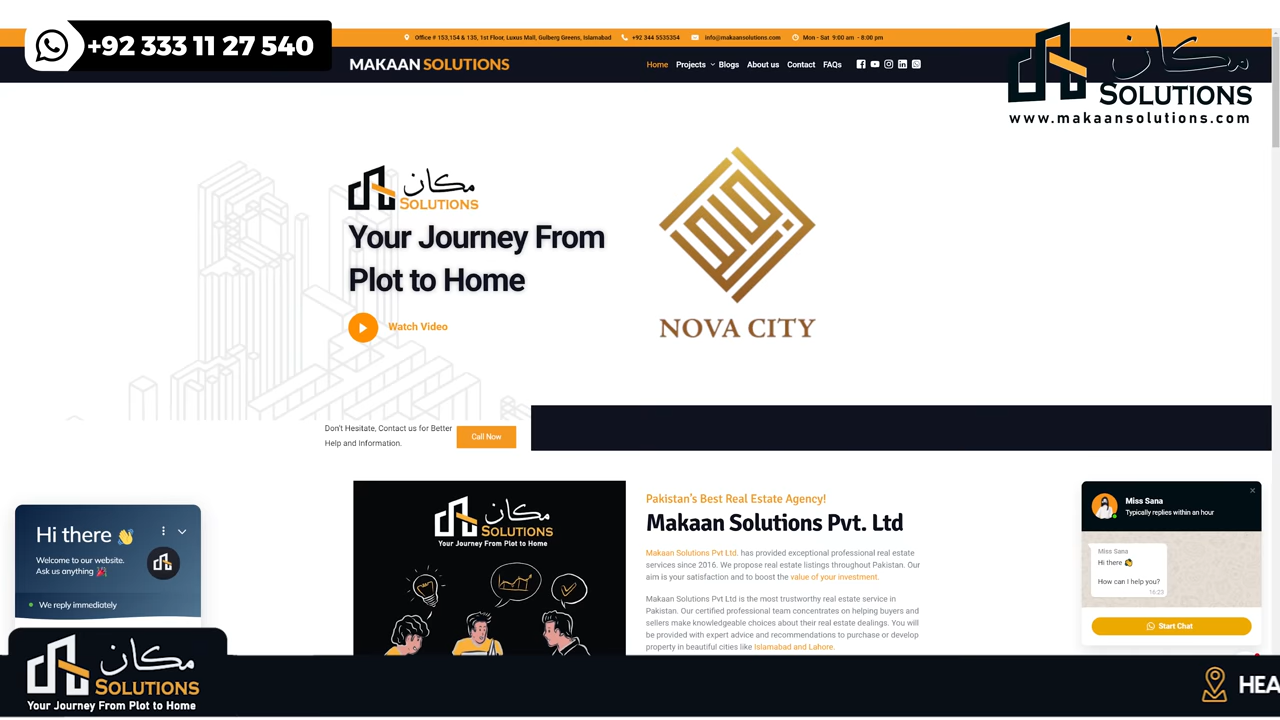 +92 333 11 27 540
Office # 153,154 & 135, 1st Floor, Luxus Mall, Gulberg Greens, Islamabad
+92 344 5535354
info@makaansolutions.com
Mon - Sat 9:00 am - 8:00 pm
MAKAAN SOLUTIONS
Home Projects Blogs About us Contact FAQs
مكان
SOLUTIONS
www.makaansolutions.com
مكان
SOLUTIONS
Your Journey From
Plot to Home
Watch Video
NOVA CITY
Don't Hesitate, Contact us for Better
Help and Information.
Call Now
مكان
SOLUTIONS
Your Journey From Plot to Home
Pakistan's Best Real Estate Agency!
Makaan Solutions Pvt. Ltd
Makaan Solutions Pvt Ltd. has provided exceptional professional real estate
services since 2016. We propose real estate listings throughout Pakistan. Our
aim is your satisfaction and to boost the value of your investment.
Makaan Solutions Pvt Ltd is the most trustworthy real estate service in
Pakistan. Our certified professional team concentrates on helping buyers and
sellers make knowledgeable choices about their real estate dealings. You will
be provided with expert advice and recommendations to purchase or develop
property in beautiful cities like Islamabad and Lahore.
Hi there 👋
Welcome to our website.
Ask us anything 🎉
We reply immediately
Miss Sana
Typically replies within an hour
Miss Sana
Hi there 👋
How can I help you?
16:23
Start Chat
مكان
SOLUTIONS
Your Journey From Plot to Home
HEA